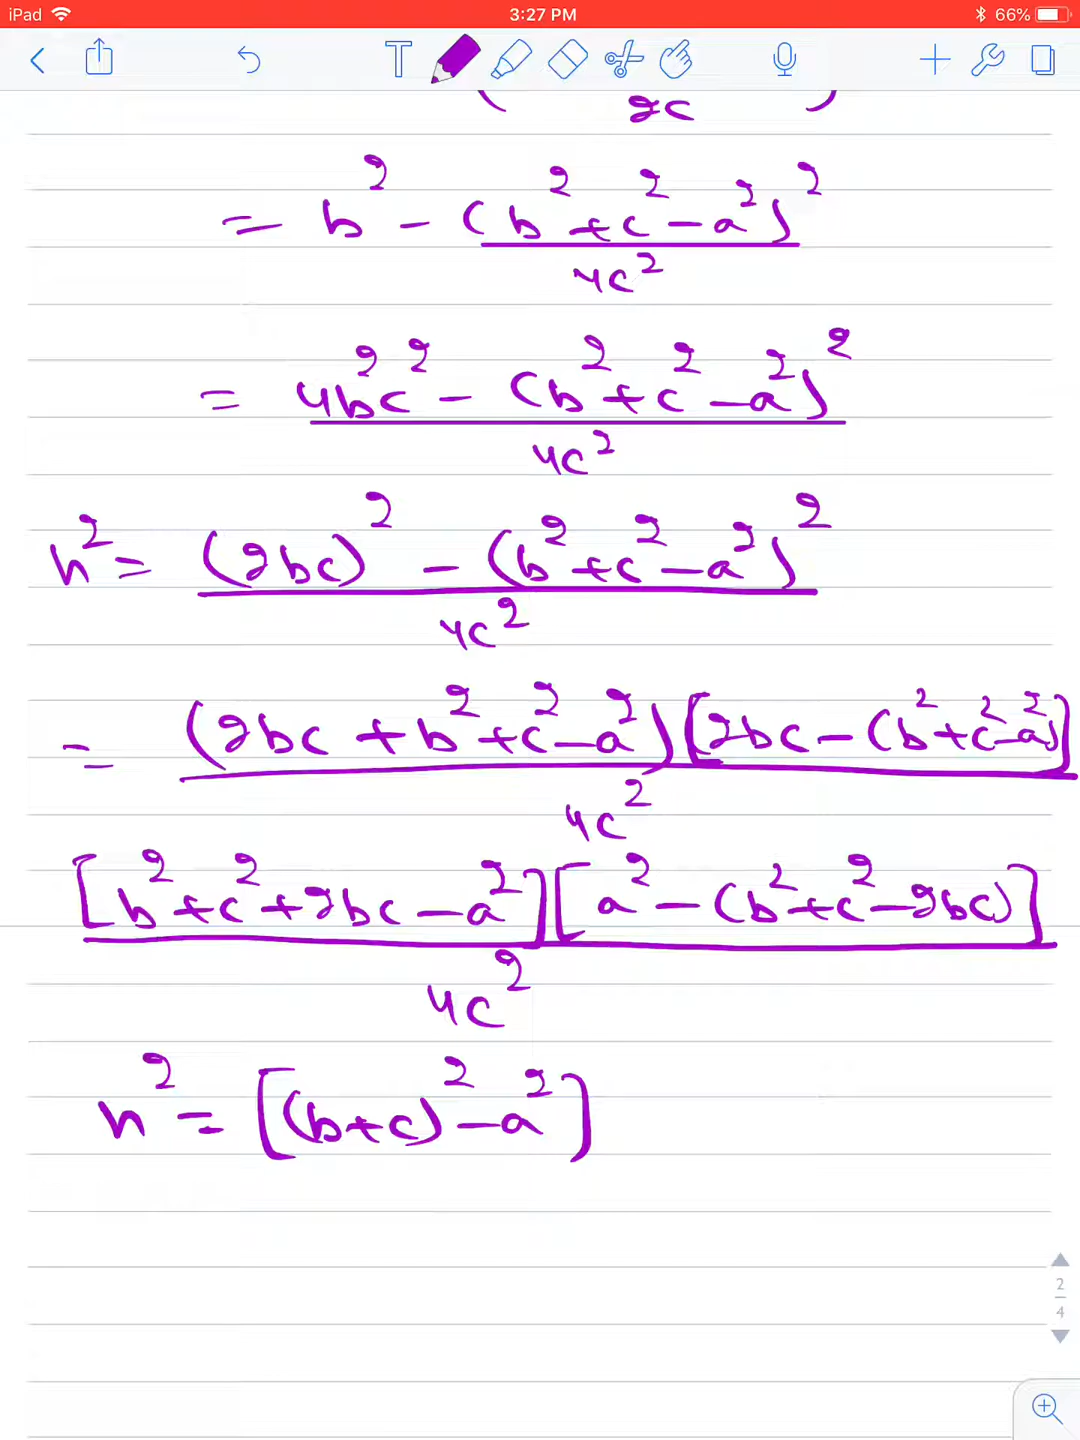 iPad 3:27 PM 66%
T
( 2c )
= b² - (b²+c²-a²)²
4c²
= 4b²c² - (b²+c²-a²)²
4c²
h² = (2bc)² - (b²+c²-a²)²
4c²
= (2bc+b²+c²-a²)[2bc-(b²+c²-a²)]
4c²
[b²+c²+2bc-a²][a²-(b²+c²-2bc)]
4c²
h² = [(b+c)²-a²]
2
4